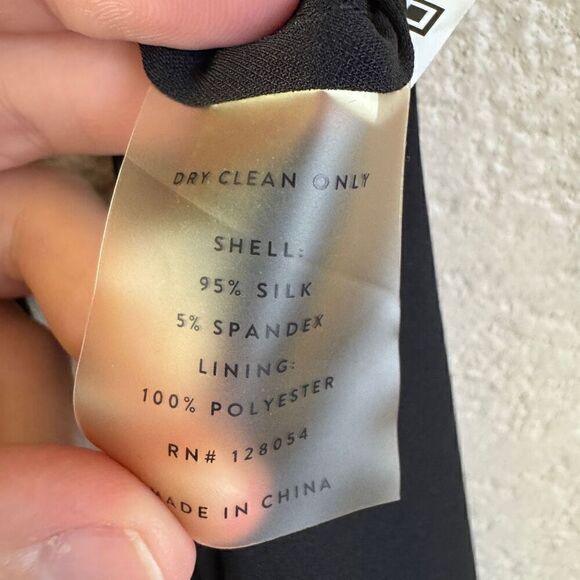 DRY CLEAN ONLY
SHELL:
95% SILK
5% SPANDEX
LINING:
100% POLYESTER
RN# 128054
MADE IN CHINA